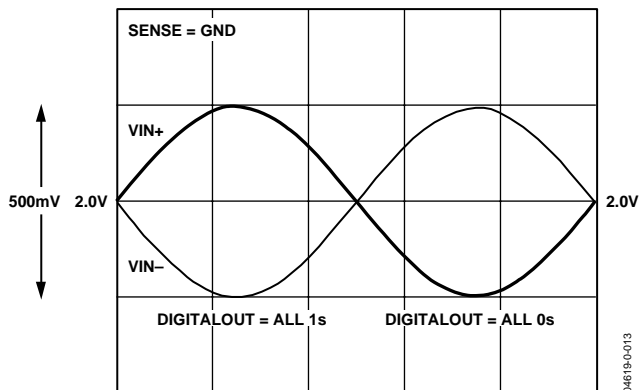 SENSE = GND
VIN+
500mV
2.0V
2.0V
VIN–
DIGITALOUT = ALL 1s
DIGITALOUT = ALL 0s
04619-0-013